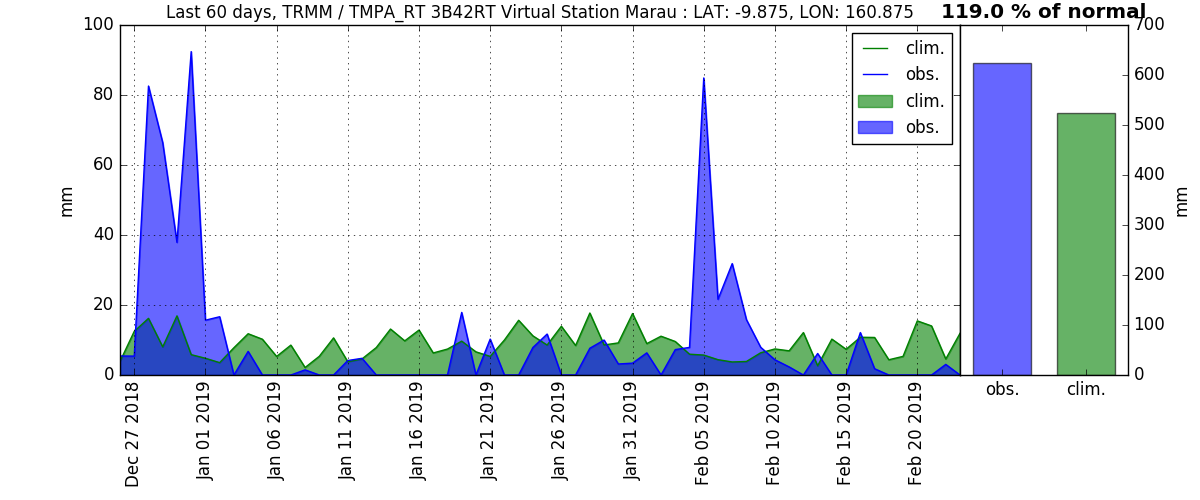 Last 60 days, TRMM / TMPA_RT 3B42RT Virtual Station Marau : LAT: -9.875, LON: 160.875
119.0 % of normal
100
80
60
40
20
0
mm
clim.
obs.
clim.
obs.
700
600
500
400
300
200
100
0
mm
Dec 27 2018
Jan 01 2019
Jan 06 2019
Jan 11 2019
Jan 16 2019
Jan 21 2019
Jan 26 2019
Jan 31 2019
Feb 05 2019
Feb 10 2019
Feb 15 2019
Feb 20 2019
obs.
clim.